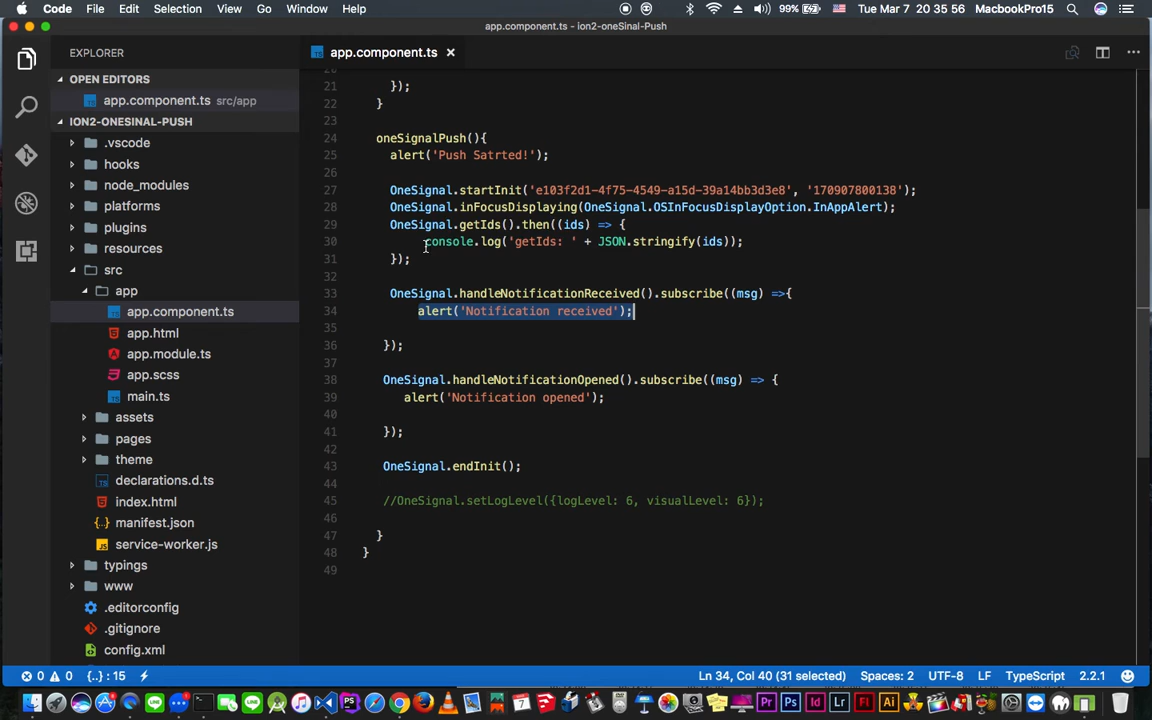 Code File Edit Selection View Go Window Help 99% Tue Mar 7 20 35 56 MacbookPro15
app.component.ts - ion2-oneSinal-Push
EXPLORER
app.component.ts
OPEN EDITORS
app.component.ts src/app
ION2-ONESINAL-PUSH
.vscode
hooks
node_modules
platforms
plugins
resources
src
app
app.component.ts
app.html
app.module.ts
app.scss
main.ts
assets
pages
theme
declarations.d.ts
index.html
manifest.json
service-worker.js
typings
www
.editorconfig
.gitignore
config.xml
21 });
22 }
23
24 oneSignalPush(){
25 alert('Push Satrted!');
26
27 OneSignal.startInit('e103f2d1-4f75-4549-a15d-39a14bb3d3e8', '170907800138');
28 OneSignal.inFocusDisplaying(OneSignal.OSInFocusDisplayOption.InAppAlert);
29 OneSignal.getIds().then((ids) => {
30 console.log('getIds: ' + JSON.stringify(ids));
31 });
32
33 OneSignal.handleNotificationReceived().subscribe((msg) =>{
34 alert('Notification received');
35
36 });
37
38 OneSignal.handleNotificationOpened().subscribe((msg) => {
39 alert('Notification opened');
40
41 });
42
43 OneSignal.endInit();
44
45 //OneSignal.setLogLevel({logLevel: 6, visualLevel: 6});
46
47 }
48 }
49
0 0 {..} : 15 Ln 34, Col 40 (31 selected) Spaces: 2 UTF-8 LF TypeScript 2.2.1